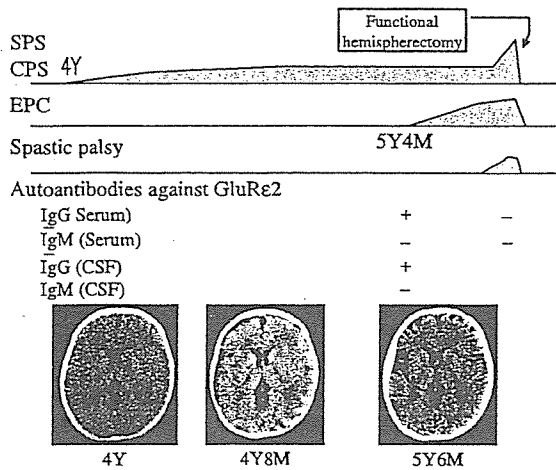 Functional
hemispherectomy
SPS
CPS 4Y
EPC
5Y4M
Spastic palsy
Autoantibodies against GluRε2
IgG Serum) + −
IgM (Serum) − −
IgG (CSF) +
IgM (CSF) −
4Y 4Y8M 5Y6M